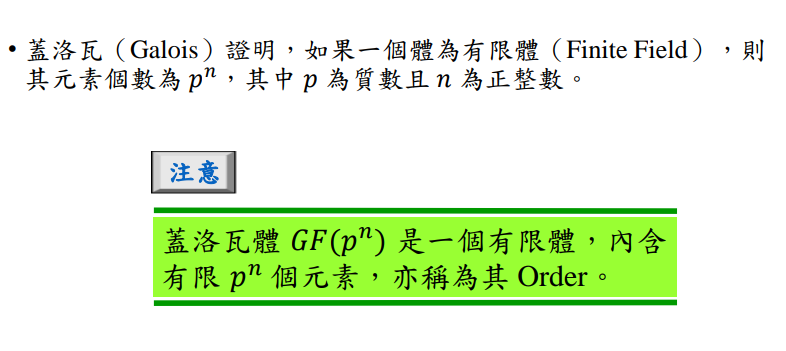 • 蓋洛瓦（Galois）證明，如果一個體為有限體（Finite Field），則
其元素個數為 pⁿ，其中 p 為質數且 n 為正整數。
注意
蓋洛瓦體 GF(pⁿ) 是一個有限體，內含
有限 pⁿ 個元素，亦稱為其 Order。